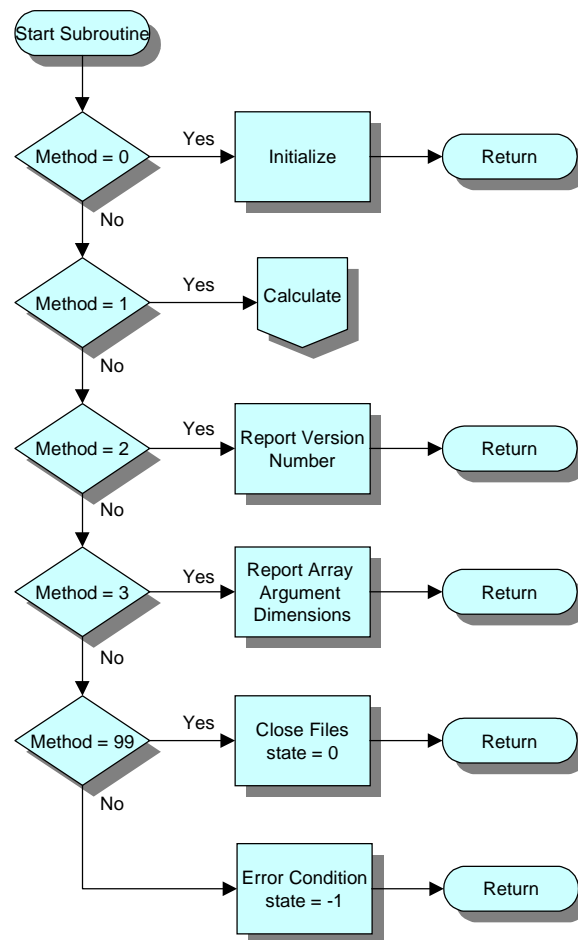 Start Subroutine
Method = 0
Yes
Initialize
Return
No
Method = 1
Yes
Calculate
No
Method = 2
Yes
Report Version
Number
Return
No
Method = 3
Yes
Report Array
Argument
Dimensions
Return
No
Method = 99
Yes
Close Files
state = 0
Return
No
Error Condition
state = -1
Return